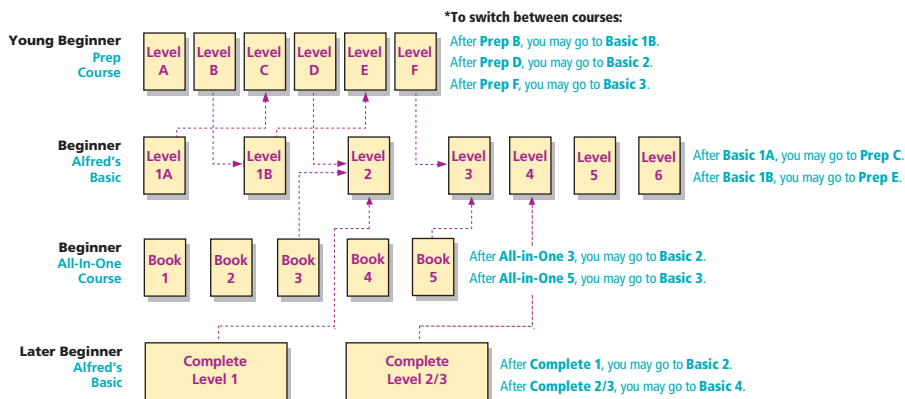 *To switch between courses:
Young Beginner
Prep
Course
Level
A
Level
B
Level
C
Level
D
Level
E
Level
F
After Prep B, you may go to Basic 1B.
After Prep D, you may go to Basic 2.
After Prep F, you may go to Basic 3.
Beginner
Alfred's
Basic
Level
1A
Level
1B
Level
2
Level
3
Level
4
Level
5
Level
6
After Basic 1A, you may go to Prep C.
After Basic 1B, you may go to Prep E.
Beginner
All-In-One
Course
Book
1
Book
2
Book
3
Book
4
Book
5
After All-in-One 3, you may go to Basic 2.
After All-in-One 5, you may go to Basic 3.
Later Beginner
Alfred's
Basic
Complete
Level 1
Complete
Level 2/3
After Complete 1, you may go to Basic 2.
After Complete 2/3, you may go to Basic 4.